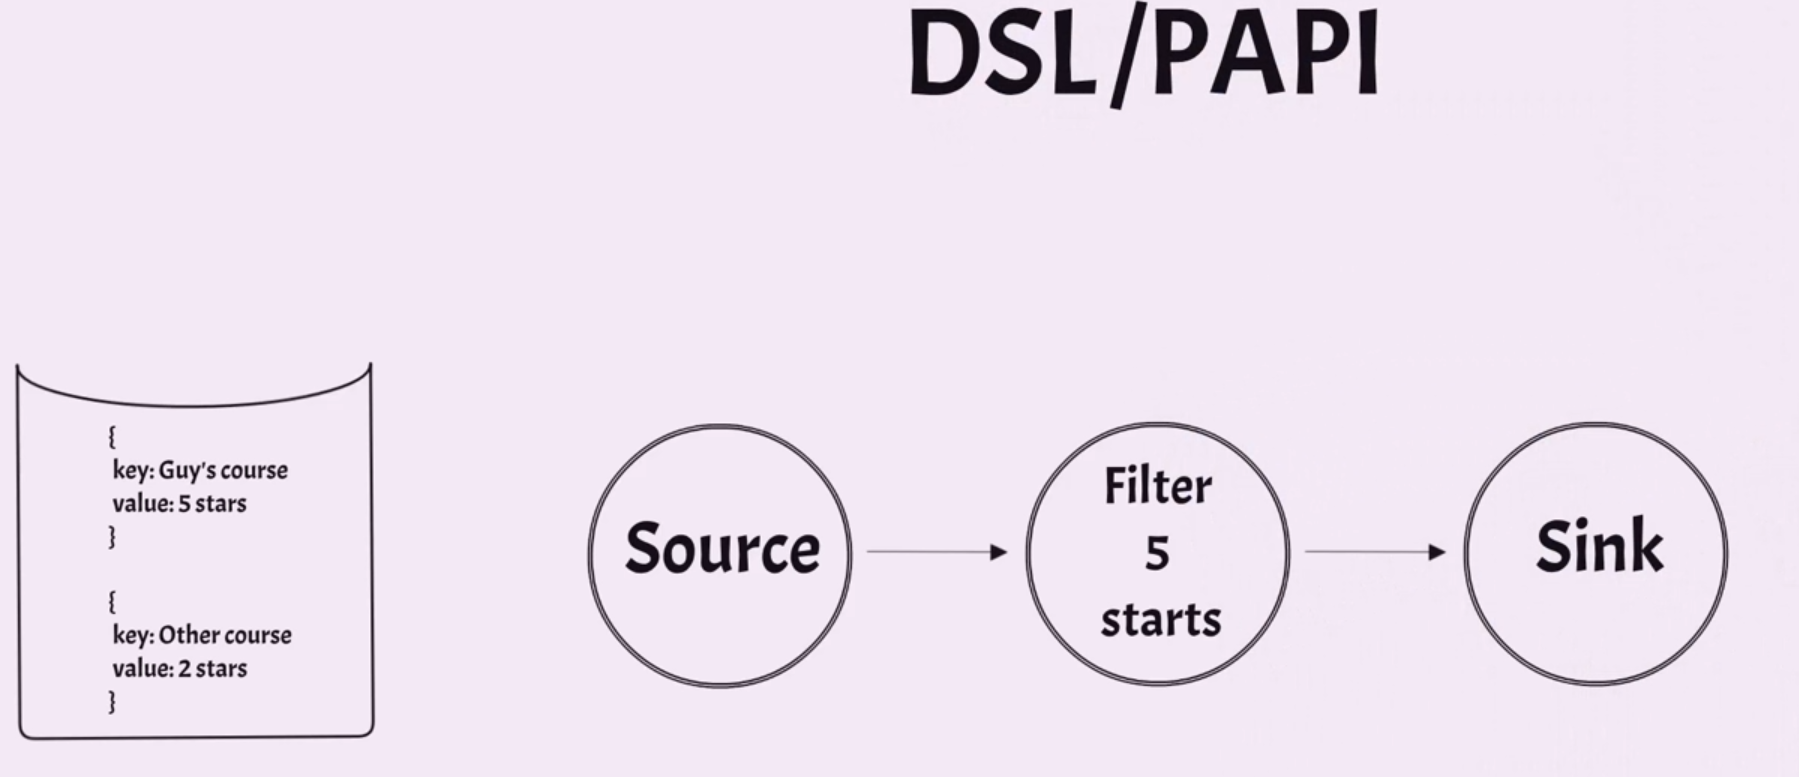 DSL/PAPI
{
key: Guy's course
value: 5 stars
}
{
key: Other course
value: 2 stars
}
Source
Filter
5
starts
Sink